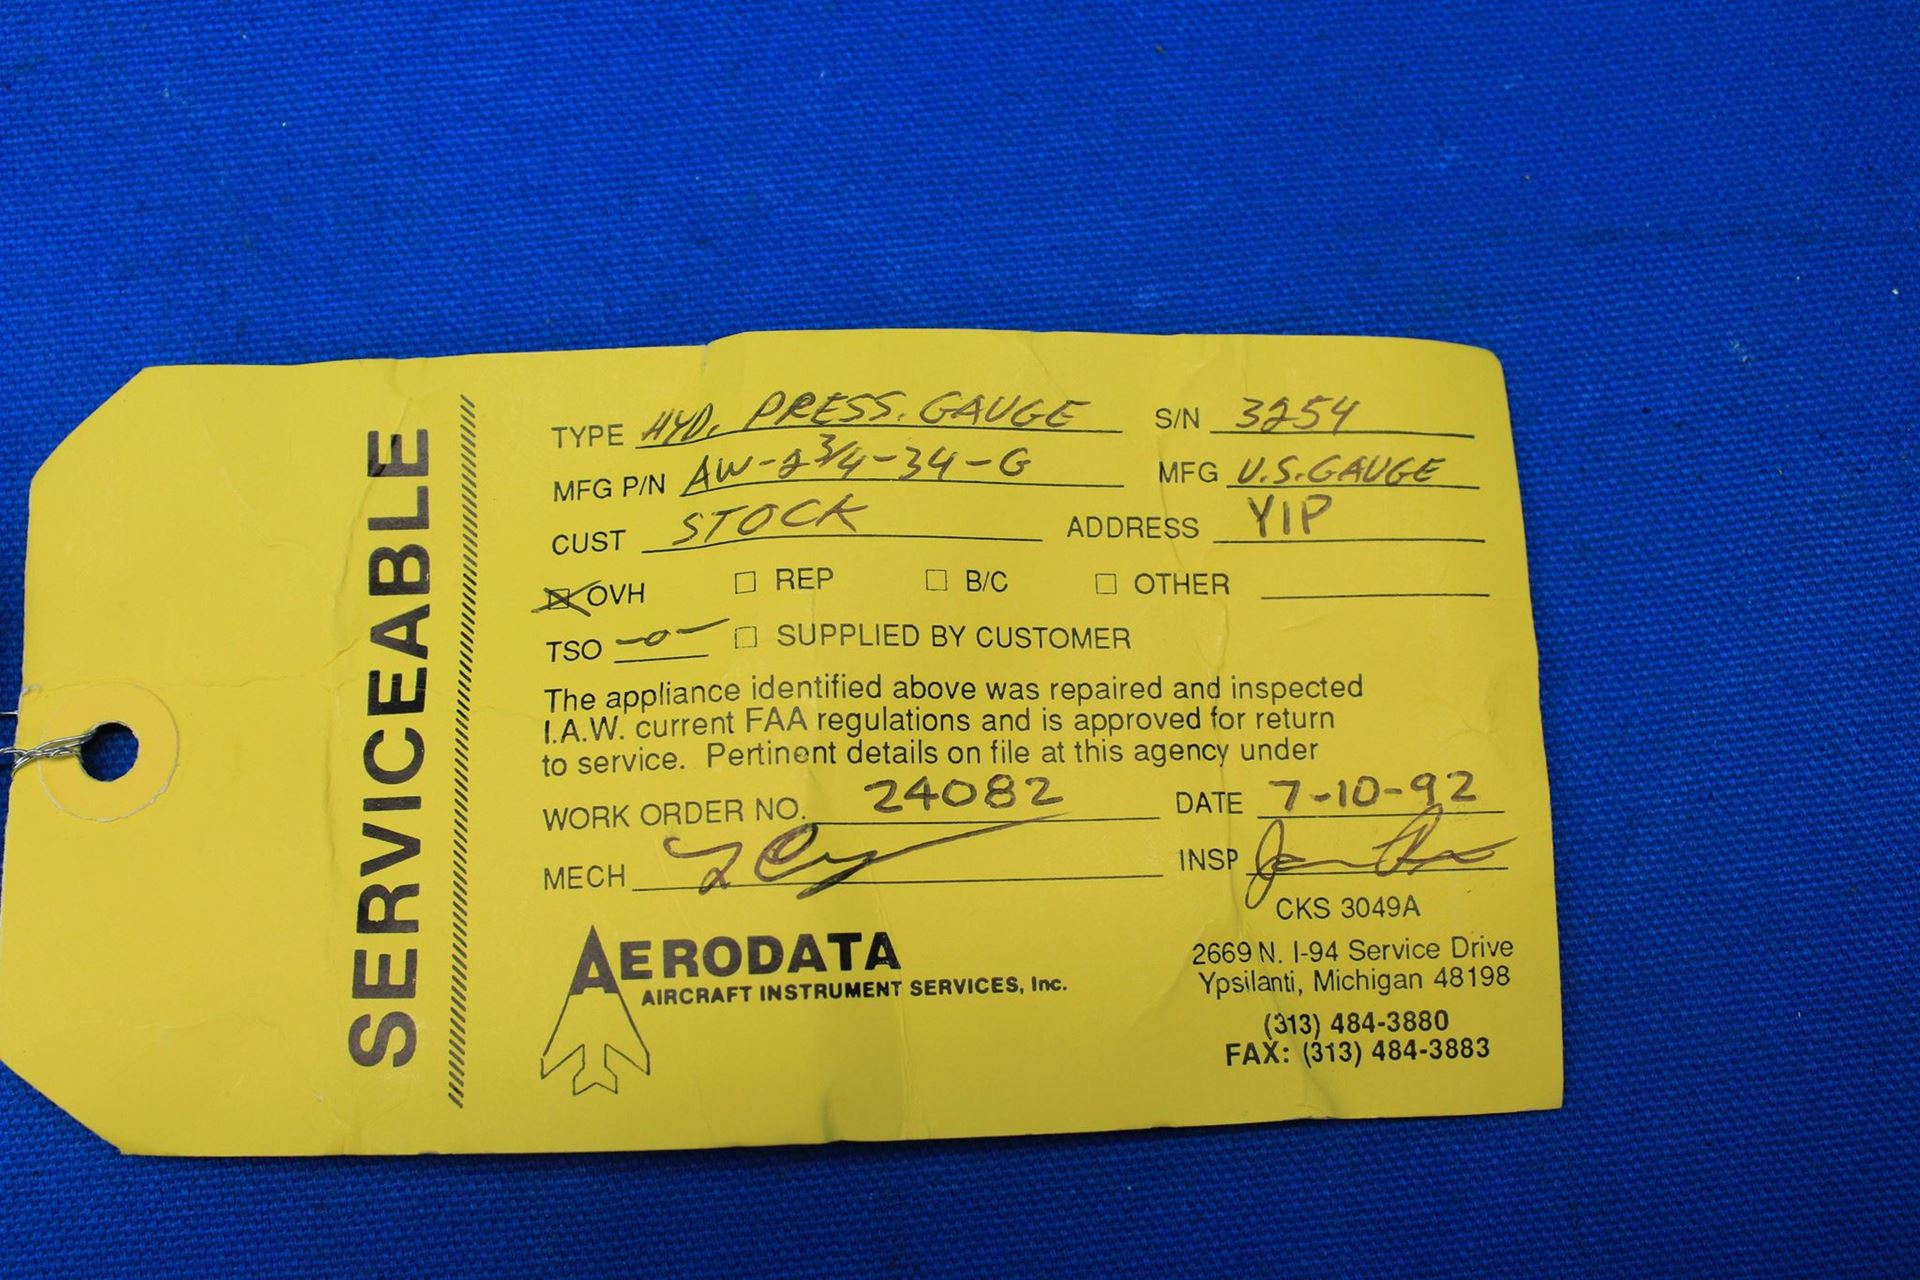 SERVICEABLE
TYPE HYD. PRESS. GAUGE S/N 3254
MFG P/N AW-2 3/4-34-G MFG U.S. GAUGE
CUST STOCK ADDRESS YIP
☒ OVH ☐ REP ☐ B/C ☐ OTHER
TSO -0- ☐ SUPPLIED BY CUSTOMER
The appliance identified above was repaired and inspected
I.A.W. current FAA regulations and is approved for return
to service. Pertinent details on file at this agency under
WORK ORDER NO. 24082 DATE 7-10-92
MECH INSP
CKS 3049A
AERODATA
AIRCRAFT INSTRUMENT SERVICES, Inc.
2669 N. I-94 Service Drive
Ypsilanti, Michigan 48198
(313) 484-3880
FAX: (313) 484-3883